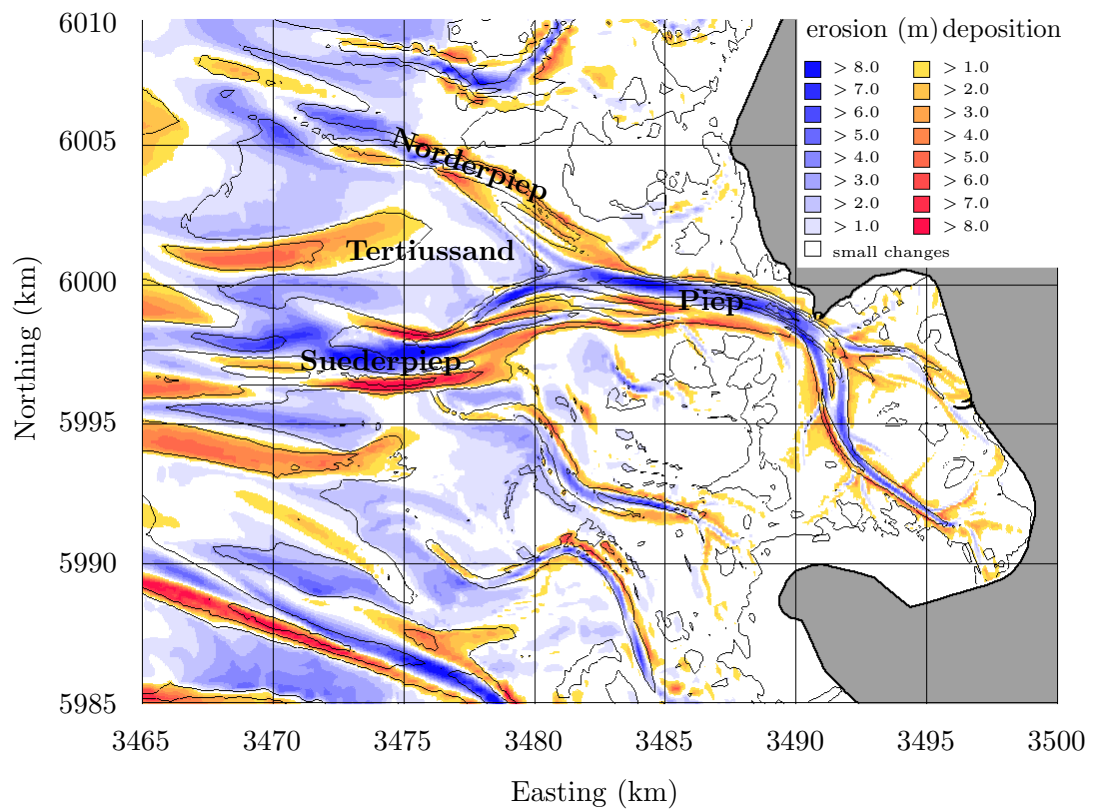 6010
erosion (m) deposition
> 8.0 > 1.0
> 7.0 > 2.0
> 6.0 > 3.0
> 5.0 > 4.0
> 4.0 > 5.0
> 3.0 > 6.0
> 2.0 > 7.0
> 1.0 > 8.0
small changes
6005
Norderpiep
Tertiussand
6000
Piep
Suederpiep
5995
5990
5985
Northing (km)
3465 3470 3475 3480 3485 3490 3495 3500
Easting (km)